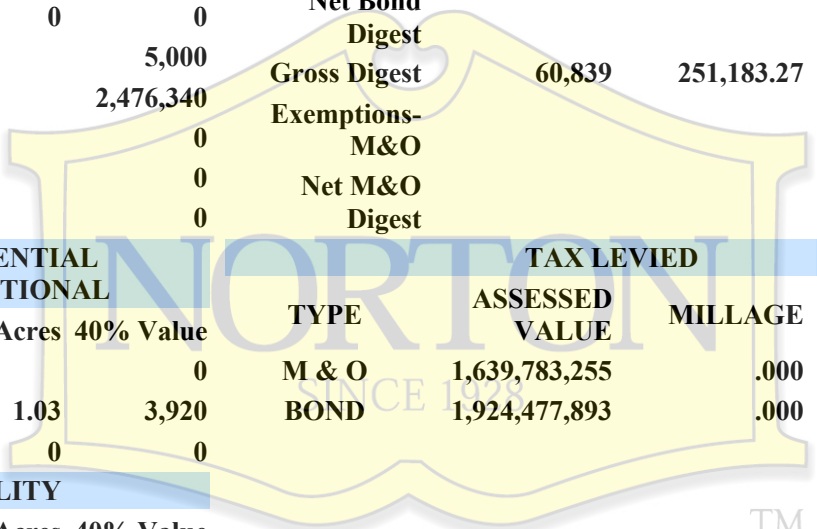 Net Bond
0 0
Digest
5,000
Gross Digest 60,839 251,183.27
2,476,340
Exemptions-
0 M&O
0 Net M&O
0 Digest
ENTIAL TAX LEVIED
TIONAL
TYPE ASSESSED VALUE MILLAGE
Acres 40% Value
0 M & O 1,639,783,255 .000
1.03 3,920 BOND 1,924,477,893 .000
0 0
LITY
Acres 40% Value
NORTON
SINCE 1928
TM